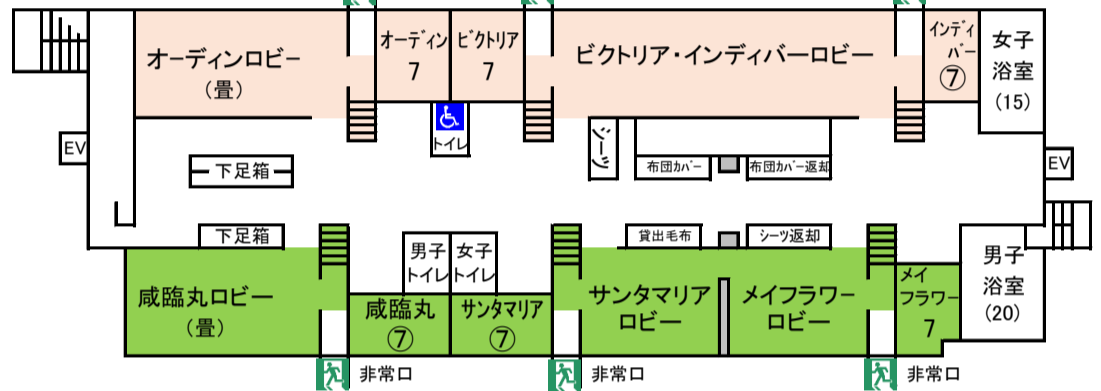 オーディンロビー
(畳)
オーディン
7
ビクトリア
7
ビクトリア・インディバーロビー
インディ
バー
⑦
女子
浴室
(15)
トイレ
シーツ
布団カバー
布団カバー返却
EV
EV
下足箱
下足箱
貸出毛布
シーツ返却
男子
トイレ
女子
トイレ
咸臨丸ロビー
(畳)
咸臨丸
⑦
サンタマリア
⑦
サンタマリア
ロビー
メイフラワー
ロビー
メイ
フラワー
7
男子
浴室
(20)
非常口
非常口
非常口